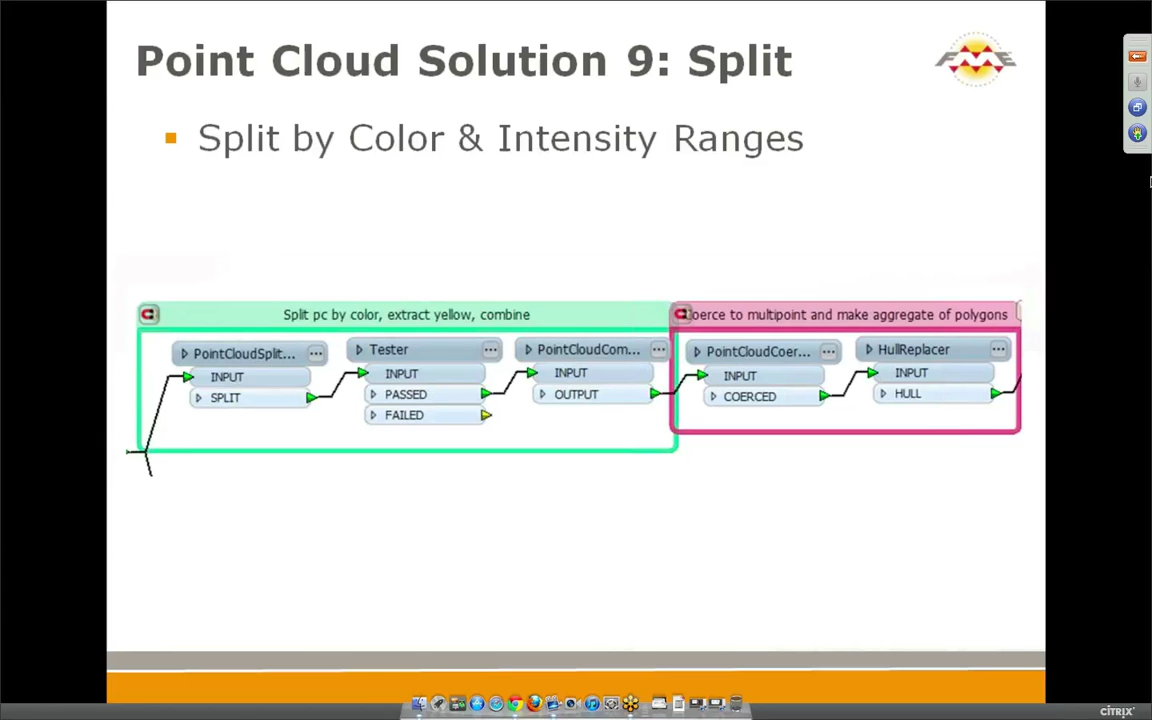 Point Cloud Solution 9: Split
FME
Split by Color & Intensity Ranges
Split pc by color, extract yellow, combine
oerce to multipoint and make aggregate of polygons
PointCloudSplit...
INPUT
SPLIT
Tester
INPUT
PASSED
FAILED
PointCloudCom...
INPUT
OUTPUT
PointCloudCoer...
INPUT
COERCED
HullReplacer
INPUT
HULL
CITRIX